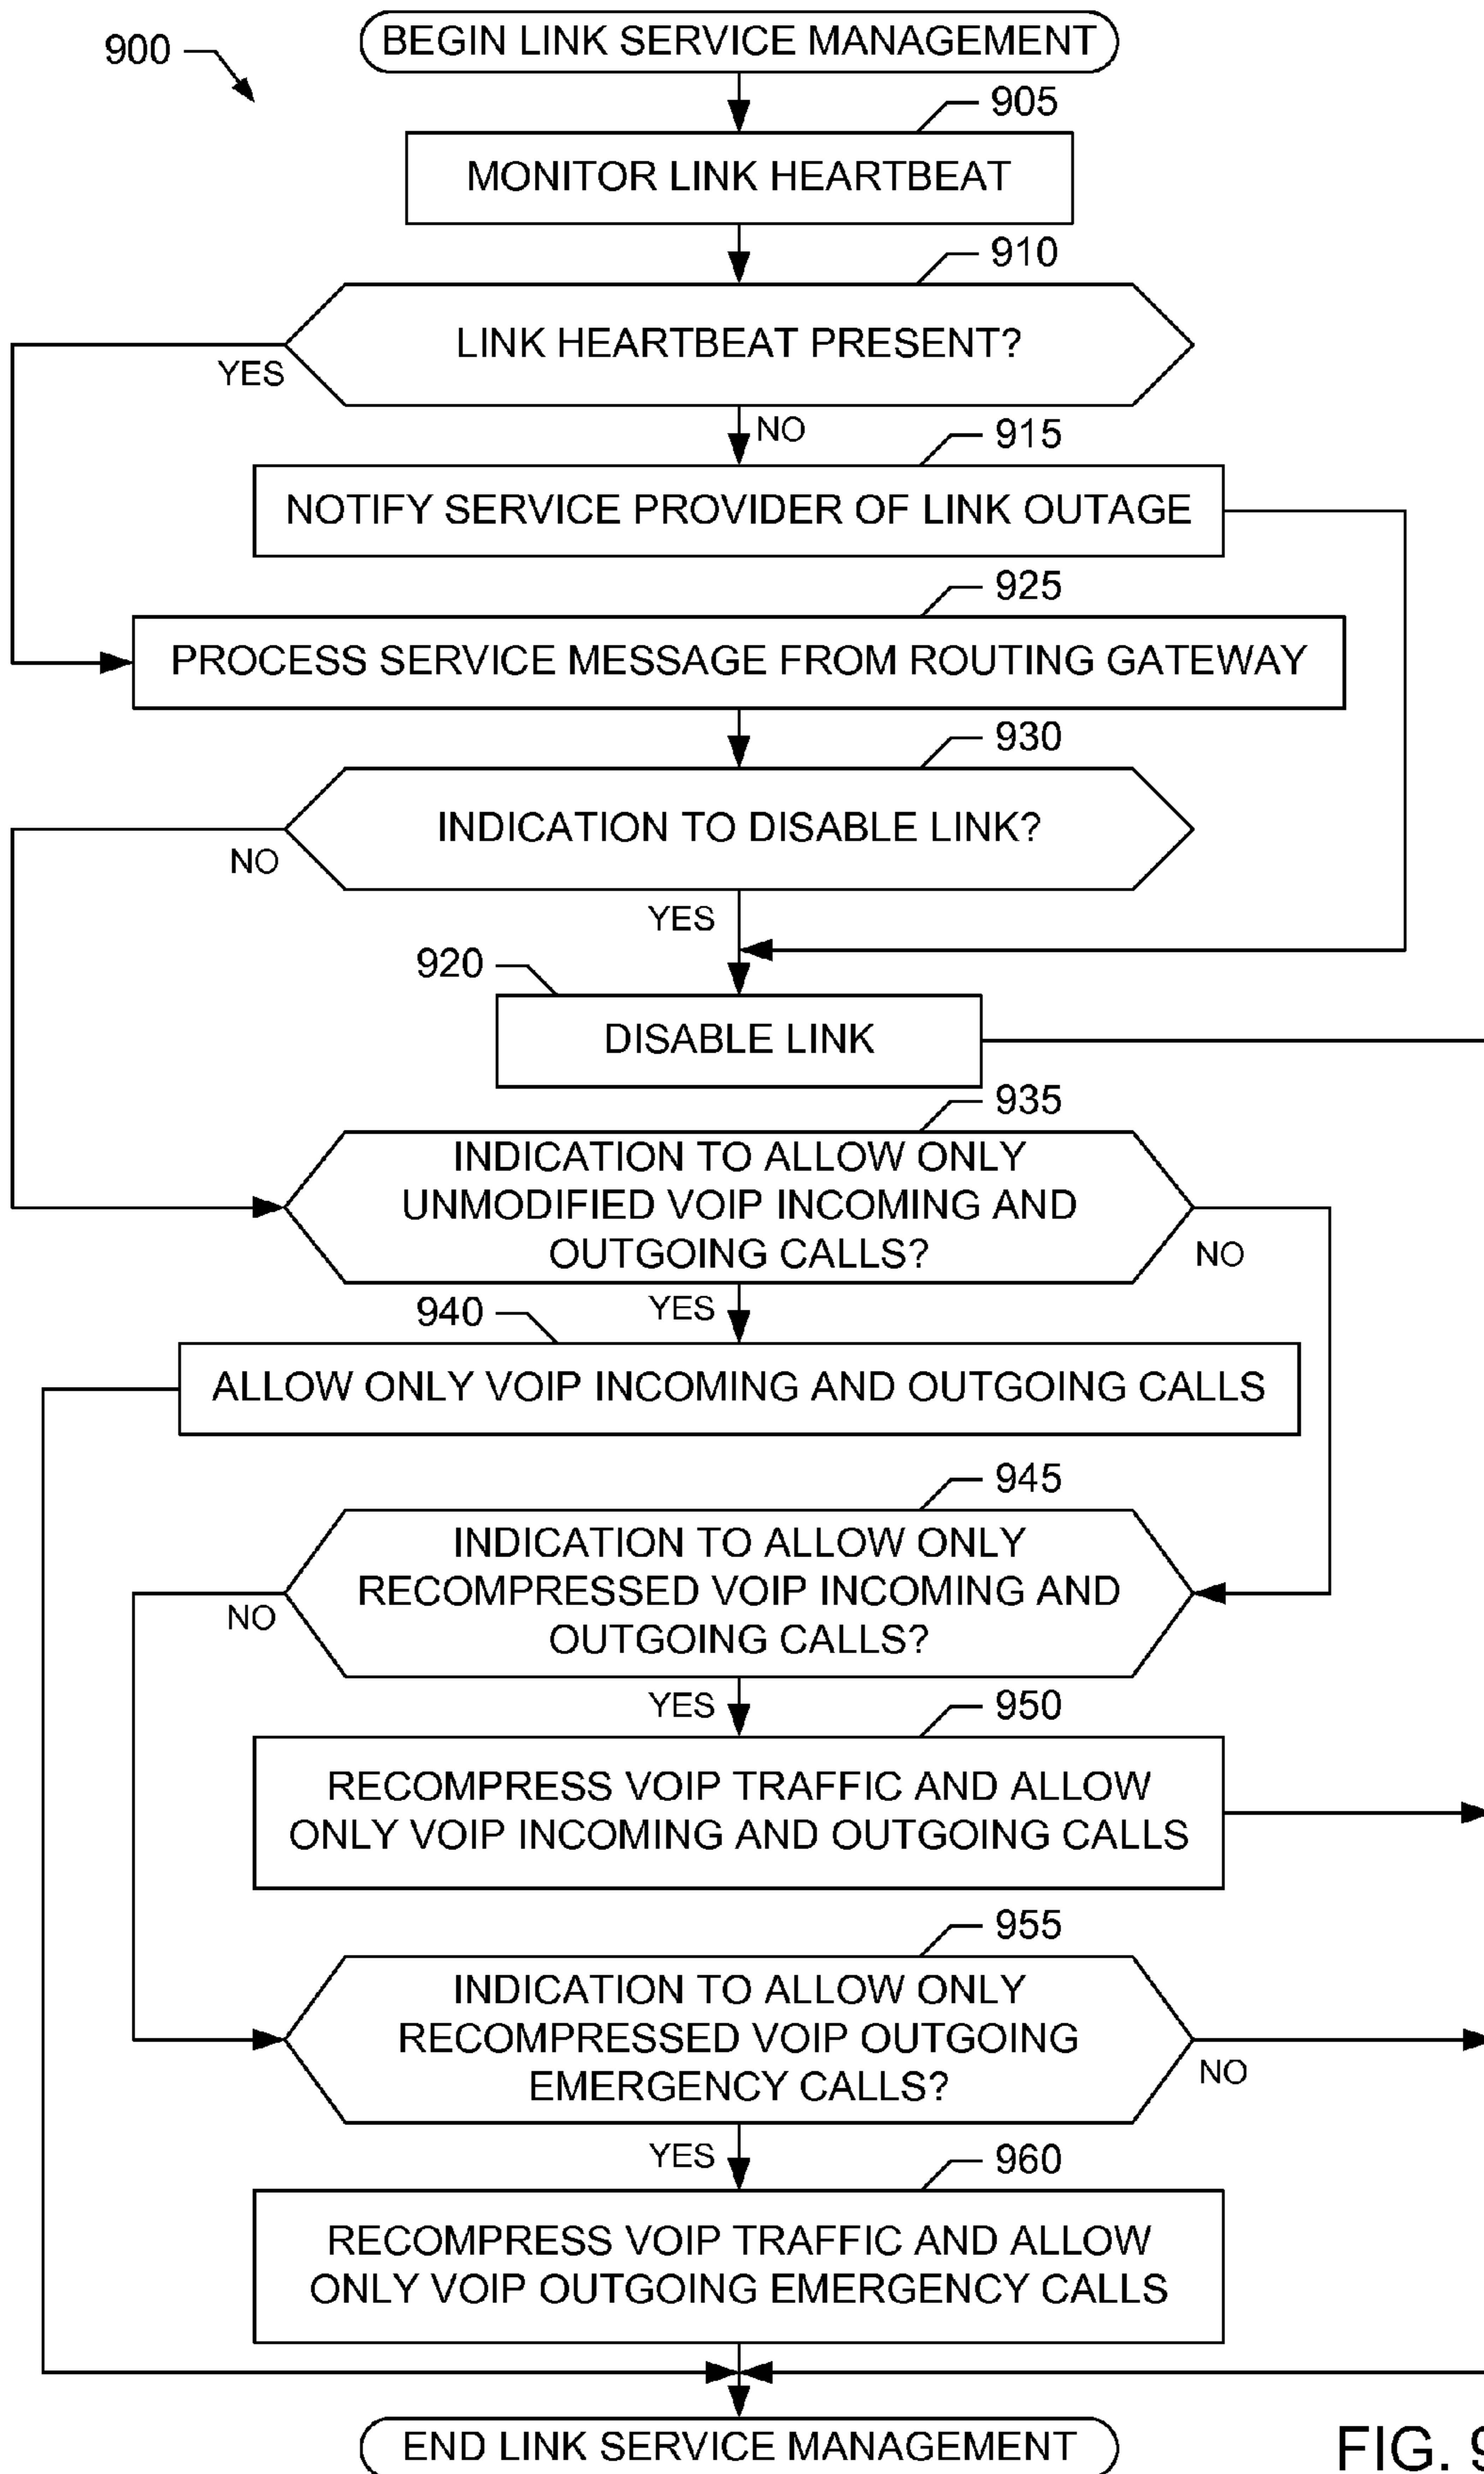 900
BEGIN LINK SERVICE MANAGEMENT
905
MONITOR LINK HEARTBEAT
910
LINK HEARTBEAT PRESENT?
YES
NO
915
NOTIFY SERVICE PROVIDER OF LINK OUTAGE
925
PROCESS SERVICE MESSAGE FROM ROUTING GATEWAY
930
INDICATION TO DISABLE LINK?
NO
YES
920
DISABLE LINK
935
INDICATION TO ALLOW ONLY
UNMODIFIED VOIP INCOMING AND
OUTGOING CALLS?
NO
YES
940
ALLOW ONLY VOIP INCOMING AND OUTGOING CALLS
945
INDICATION TO ALLOW ONLY
RECOMPRESSED VOIP INCOMING AND
OUTGOING CALLS?
NO
YES
950
RECOMPRESS VOIP TRAFFIC AND ALLOW
ONLY VOIP INCOMING AND OUTGOING CALLS
955
INDICATION TO ALLOW ONLY
RECOMPRESSED VOIP OUTGOING
EMERGENCY CALLS?
NO
YES
960
RECOMPRESS VOIP TRAFFIC AND ALLOW
ONLY VOIP OUTGOING EMERGENCY CALLS
END LINK SERVICE MANAGEMENT
FIG. 9